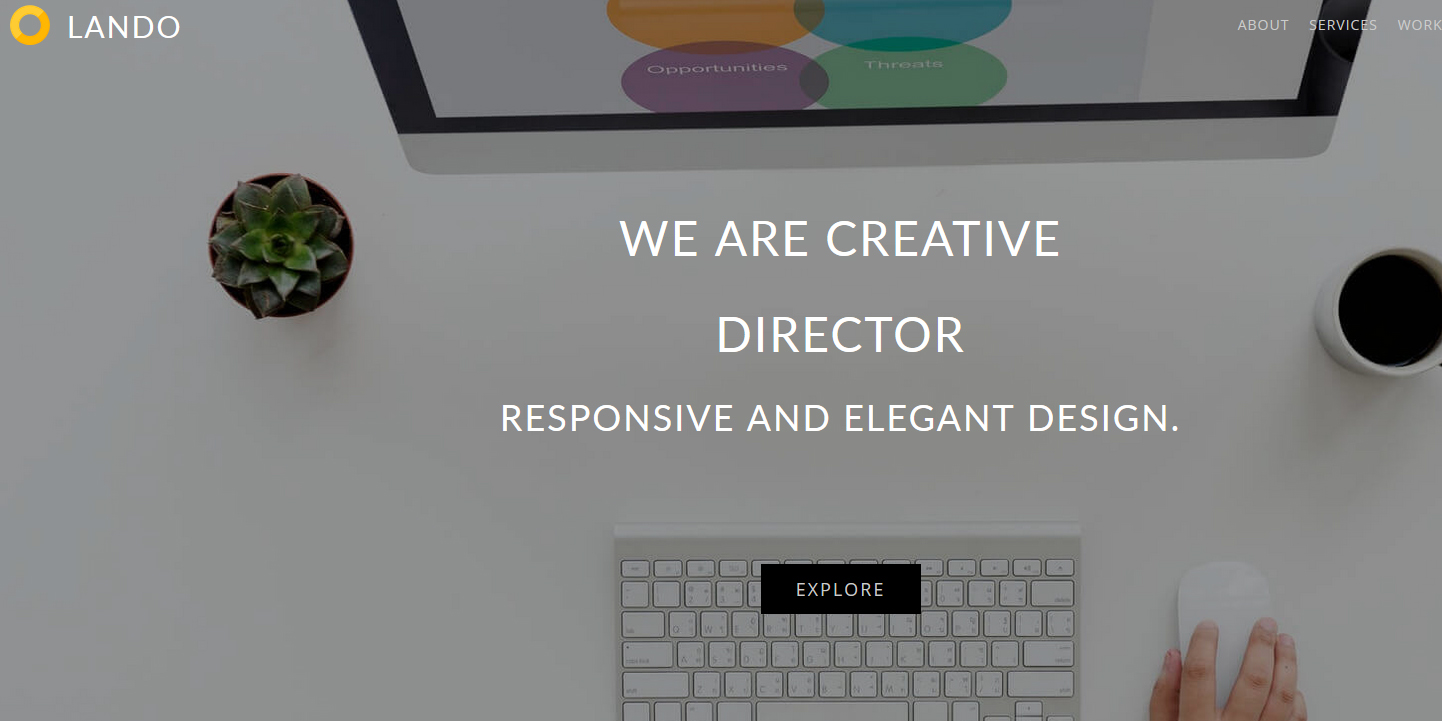 LANDO
ABOUT SERVICES WORK
Opportunities Threats
WE ARE CREATIVE
DIRECTOR
RESPONSIVE AND ELEGANT DESIGN.
EXPLORE